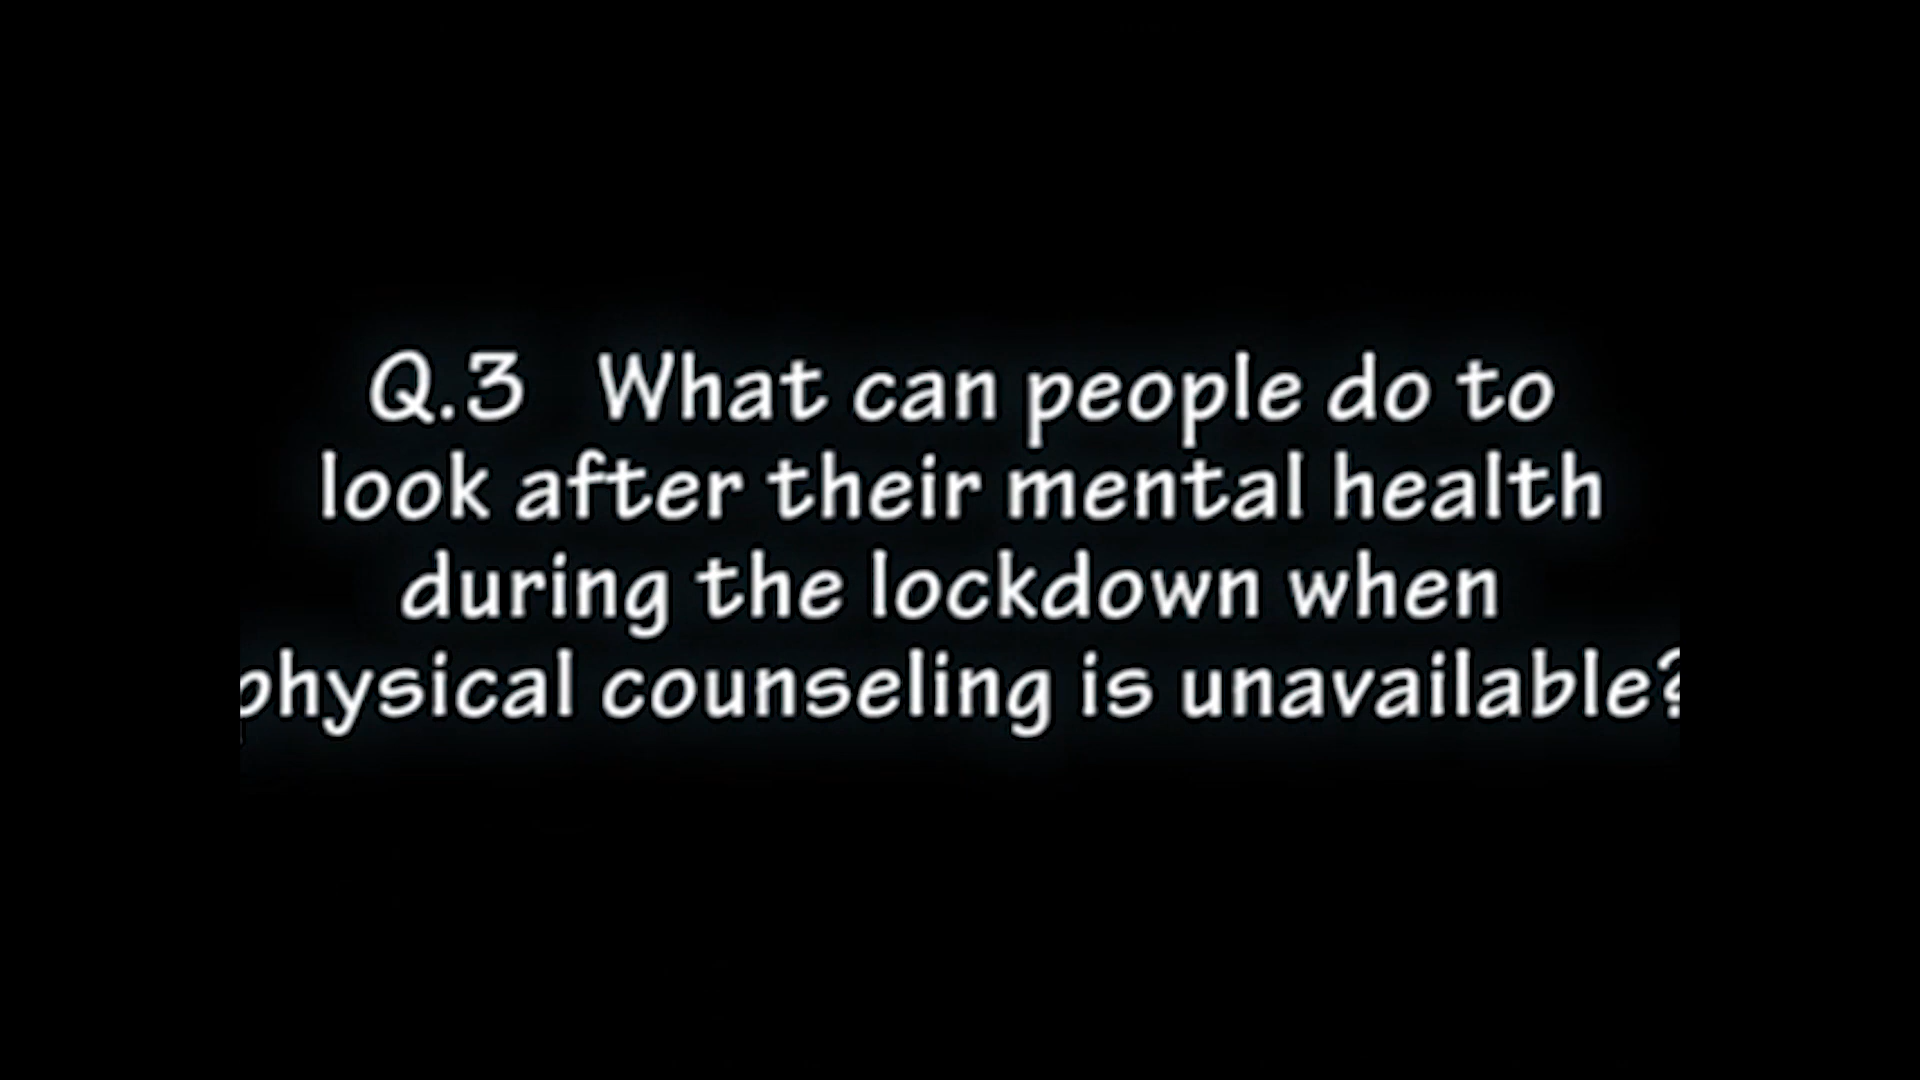 Q.3 What can people do to
look after their mental health
during the lockdown when
physical counseling is unavailable?